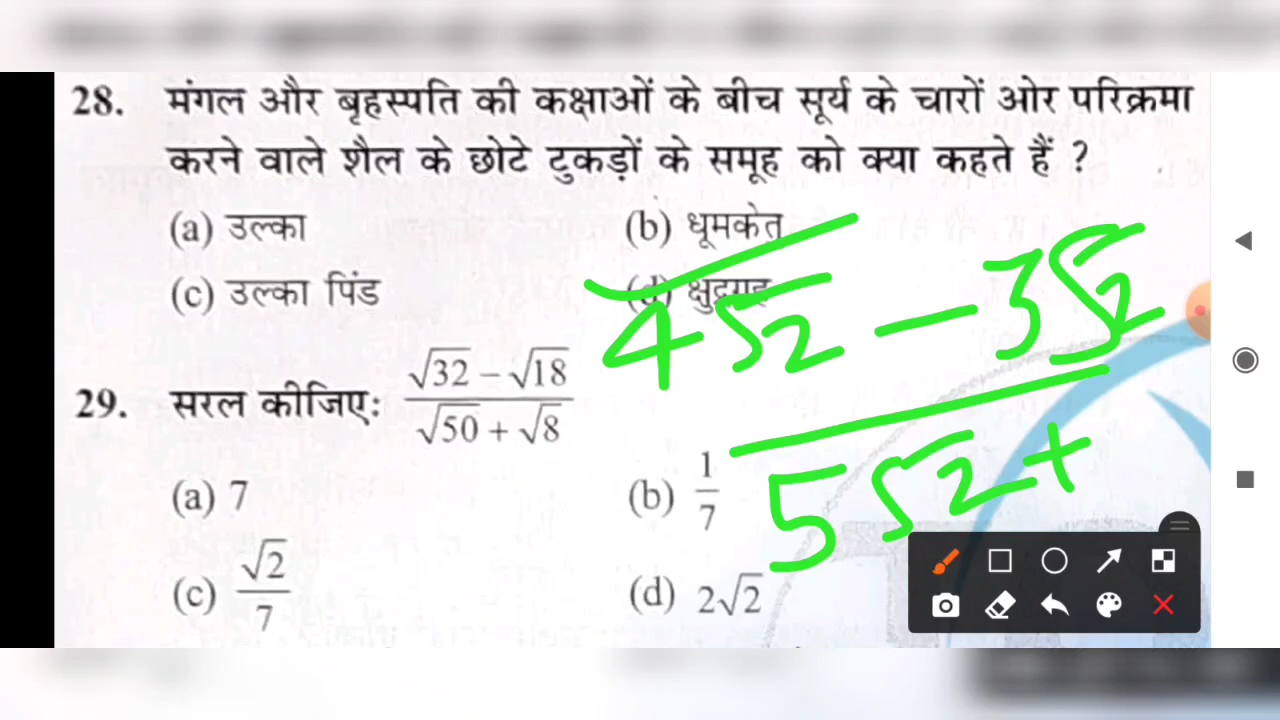 28. मंगल और बृहस्पति की कक्षाओं के बीच सूर्य के चारों ओर परिक्रमा
करने वाले शैल के छोटे टुकड़ों के समूह को क्या कहते हैं ?
(a) उल्का (b) धूमकेतु
(c) उल्का पिंड (d) क्षुद्रग्रह
4√2 – 3√2
5√2 +
29. सरल कीजिए: (√32 – √18)/(√50 + √8)
(a) 7 (b) 1/7
(c) √2/7 (d) 2√2